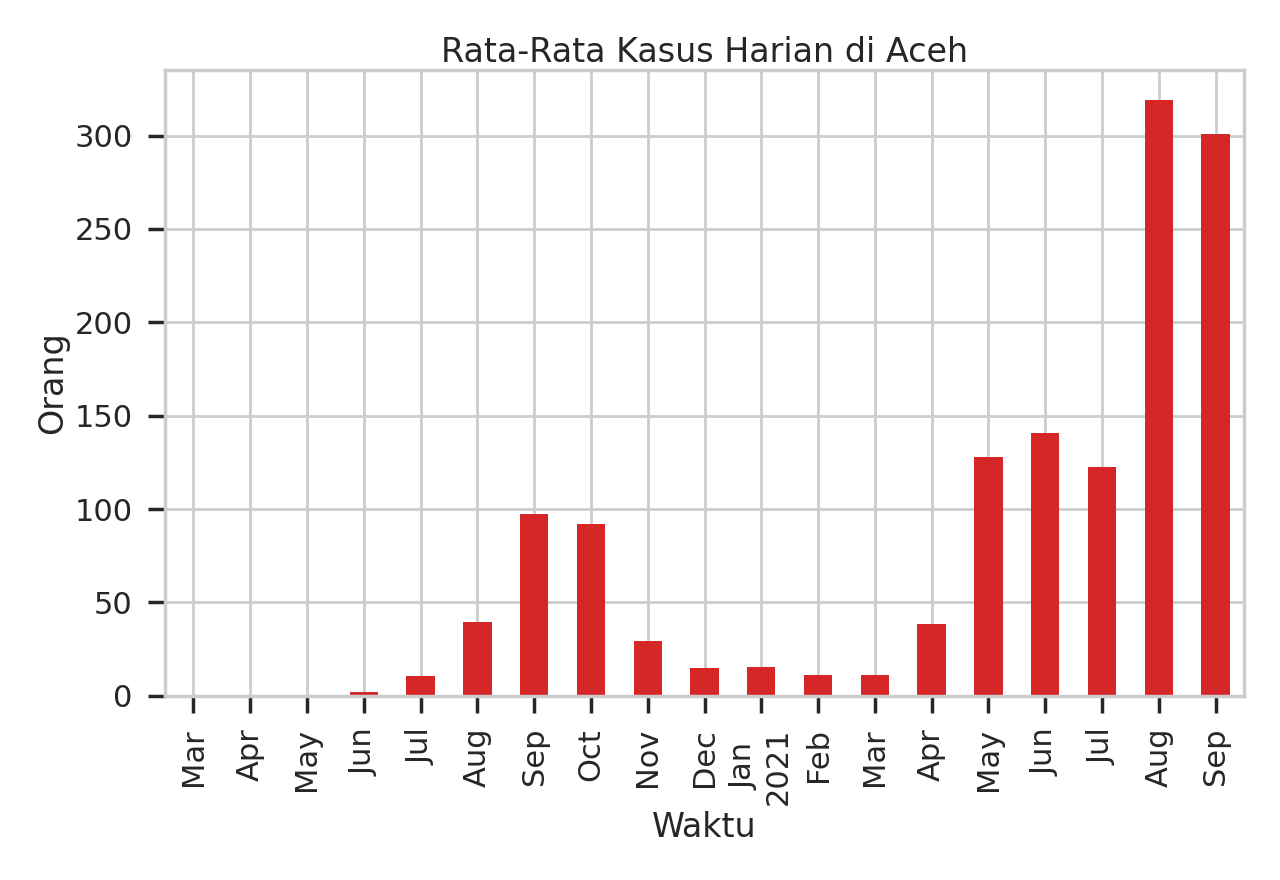 Rata-Rata Kasus Harian di Aceh
300
250
200
150
100
50
0
Orang
Mar
Apr
May
Jun
Jul
Aug
Sep
Oct
Nov
Dec
Jan
2021
Feb
Mar
Apr
May
Jun
Jul
Aug
Sep
Waktu